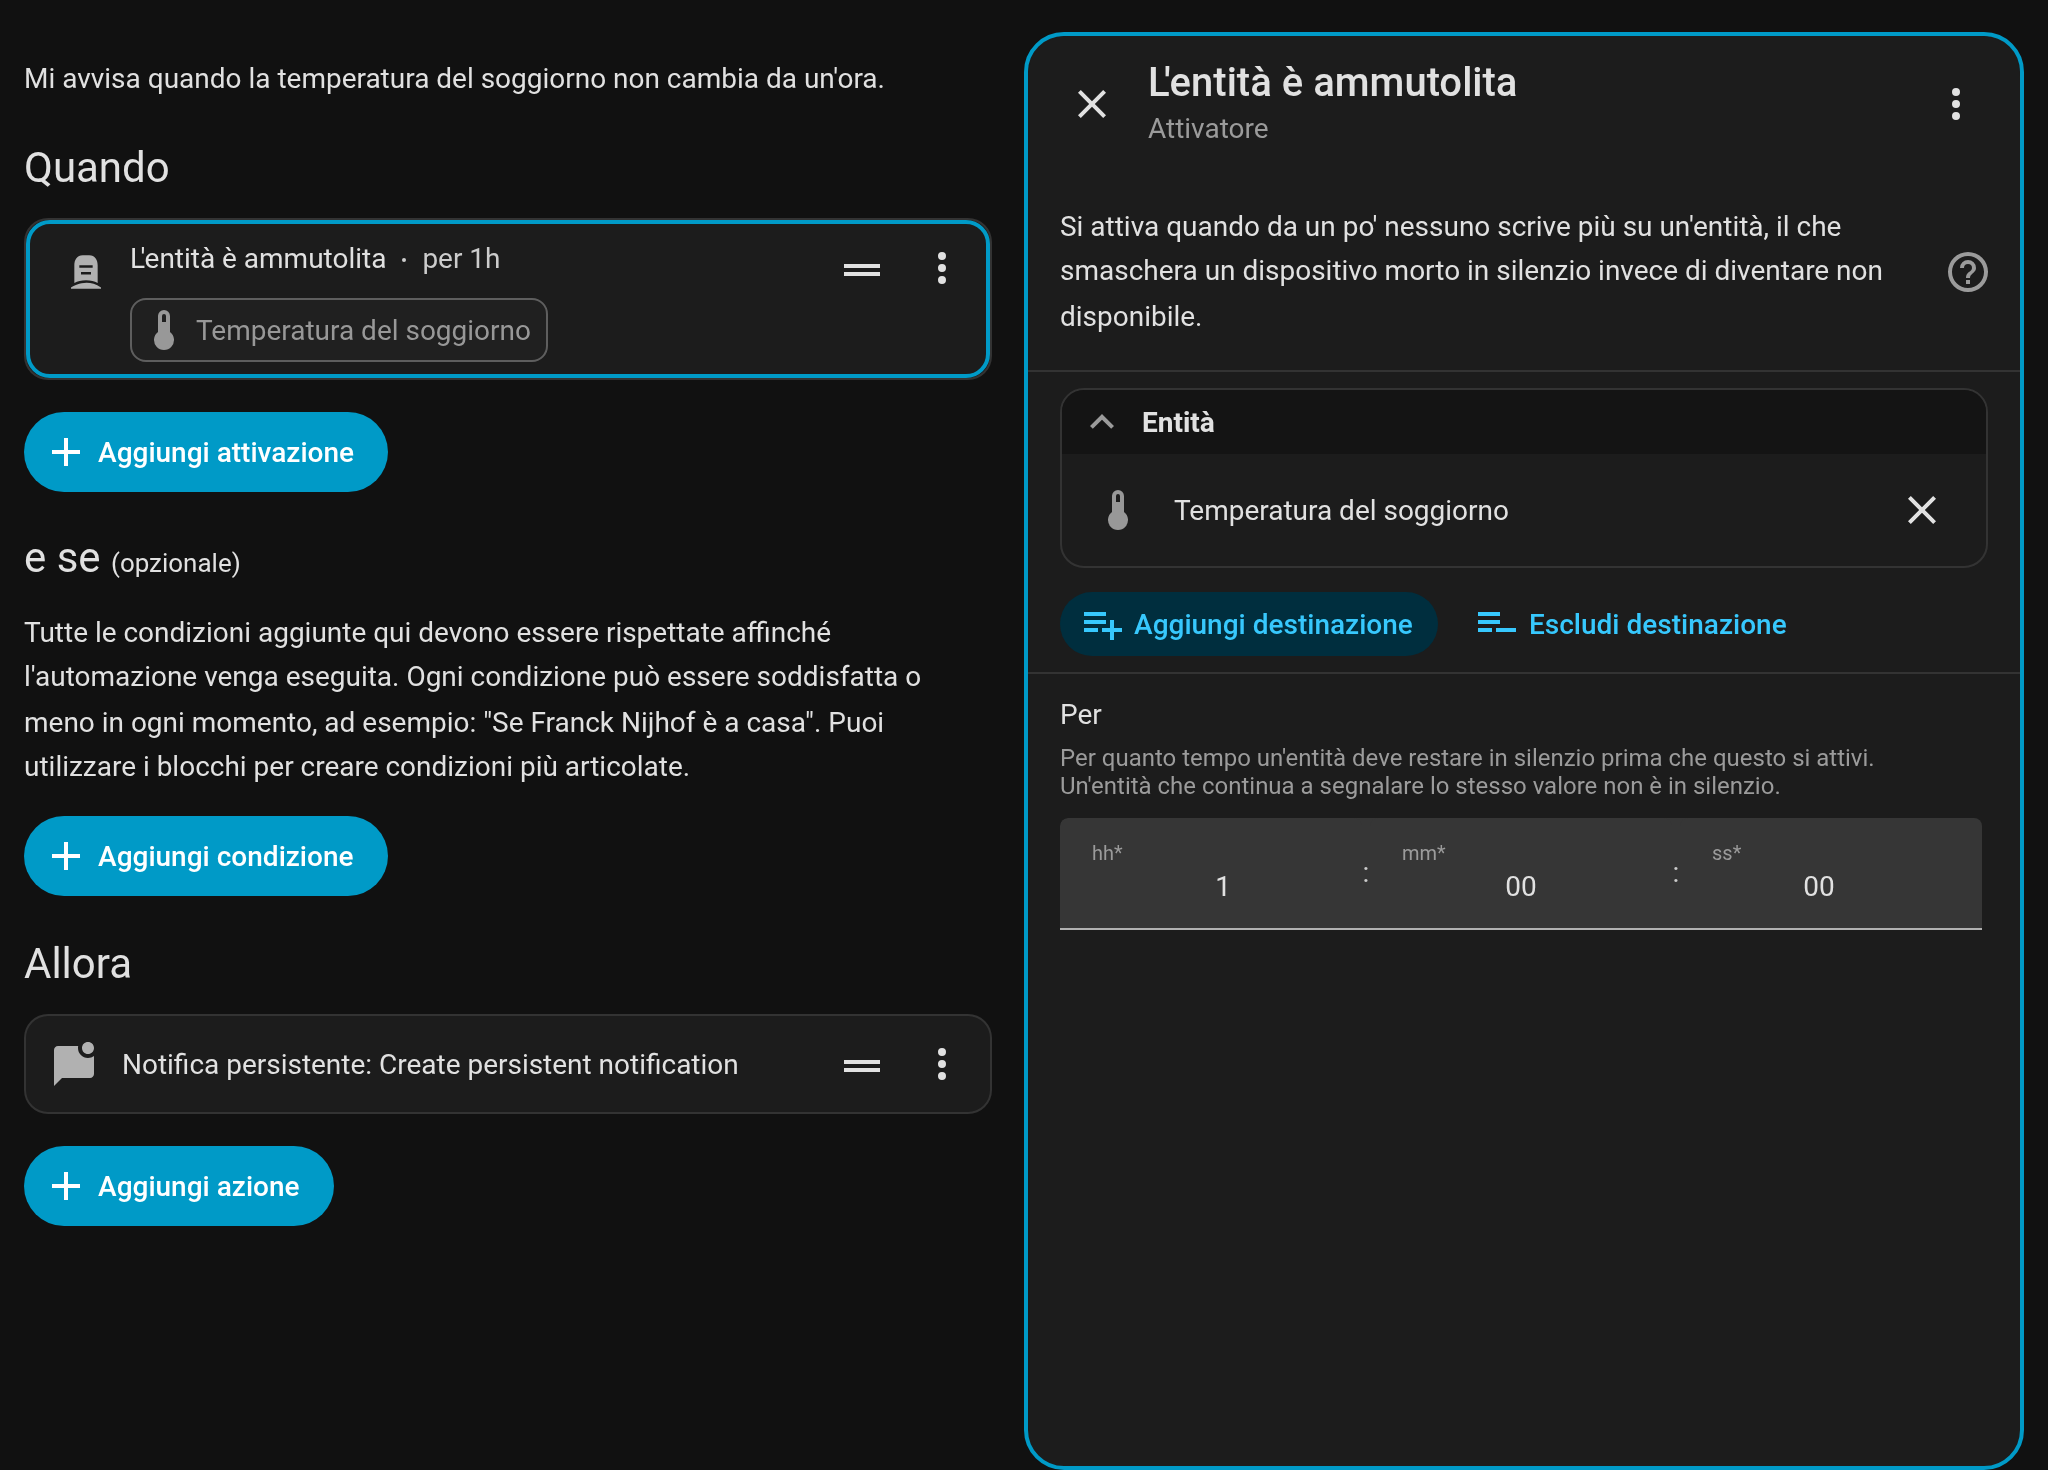 Mi avvisa quando la temperatura del soggiorno non cambia da un'ora.
Quando
L'entità è ammutolita · per 1h
Temperatura del soggiorno
Aggiungi attivazione
e se (opzionale)
Tutte le condizioni aggiunte qui devono essere rispettate affinché
l'automazione venga eseguita. Ogni condizione può essere soddisfatta o
meno in ogni momento, ad esempio: "Se Franck Nijhof è a casa". Puoi
utilizzare i blocchi per creare condizioni più articolate.
Aggiungi condizione
Allora
Notifica persistente: Create persistent notification
Aggiungi azione
L'entità è ammutolita
Attivatore
Si attiva quando da un po' nessuno scrive più su un'entità, il che
smaschera un dispositivo morto in silenzio invece di diventare non
disponibile.
Entità
Temperatura del soggiorno
Aggiungi destinazione Escludi destinazione
Per
Per quanto tempo un'entità deve restare in silenzio prima che questo si attivi.
Un'entità che continua a segnalare lo stesso valore non è in silenzio.
hh* mm* ss*
1 : 00 : 00